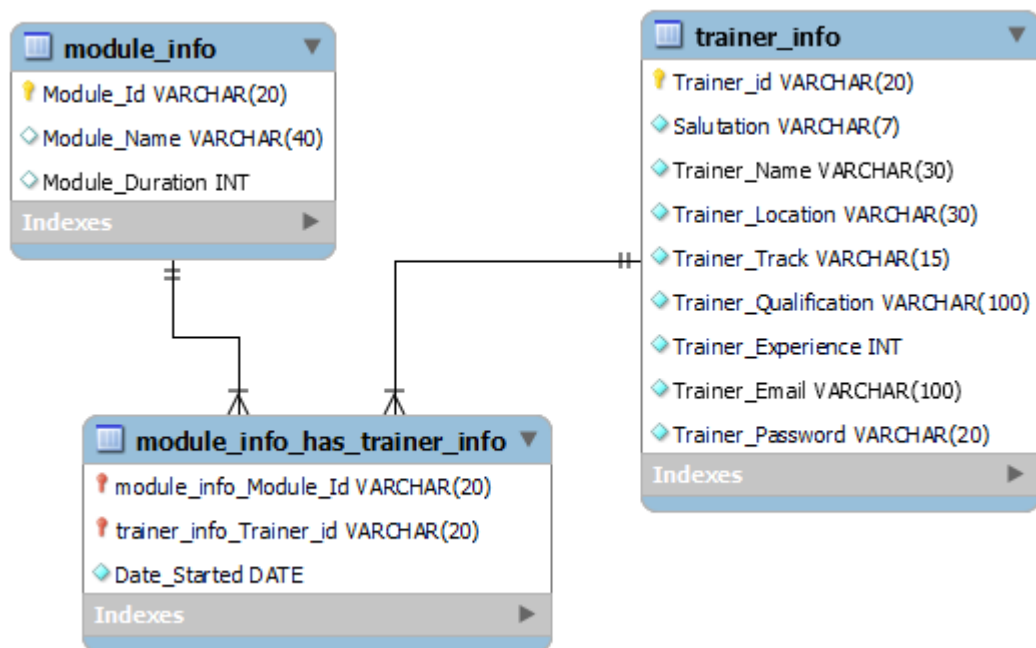 module_info
Module_Id VARCHAR(20)
Module_Name VARCHAR(40)
Module_Duration INT
Indexes
trainer_info
Trainer_id VARCHAR(20)
Salutation VARCHAR(7)
Trainer_Name VARCHAR(30)
Trainer_Location VARCHAR(30)
Trainer_Track VARCHAR(15)
Trainer_Qualification VARCHAR(100)
Trainer_Experience INT
Trainer_Email VARCHAR(100)
Trainer_Password VARCHAR(20)
Indexes
module_info_has_trainer_info
module_info_Module_Id VARCHAR(20)
trainer_info_Trainer_id VARCHAR(20)
Date_Started DATE
Indexes